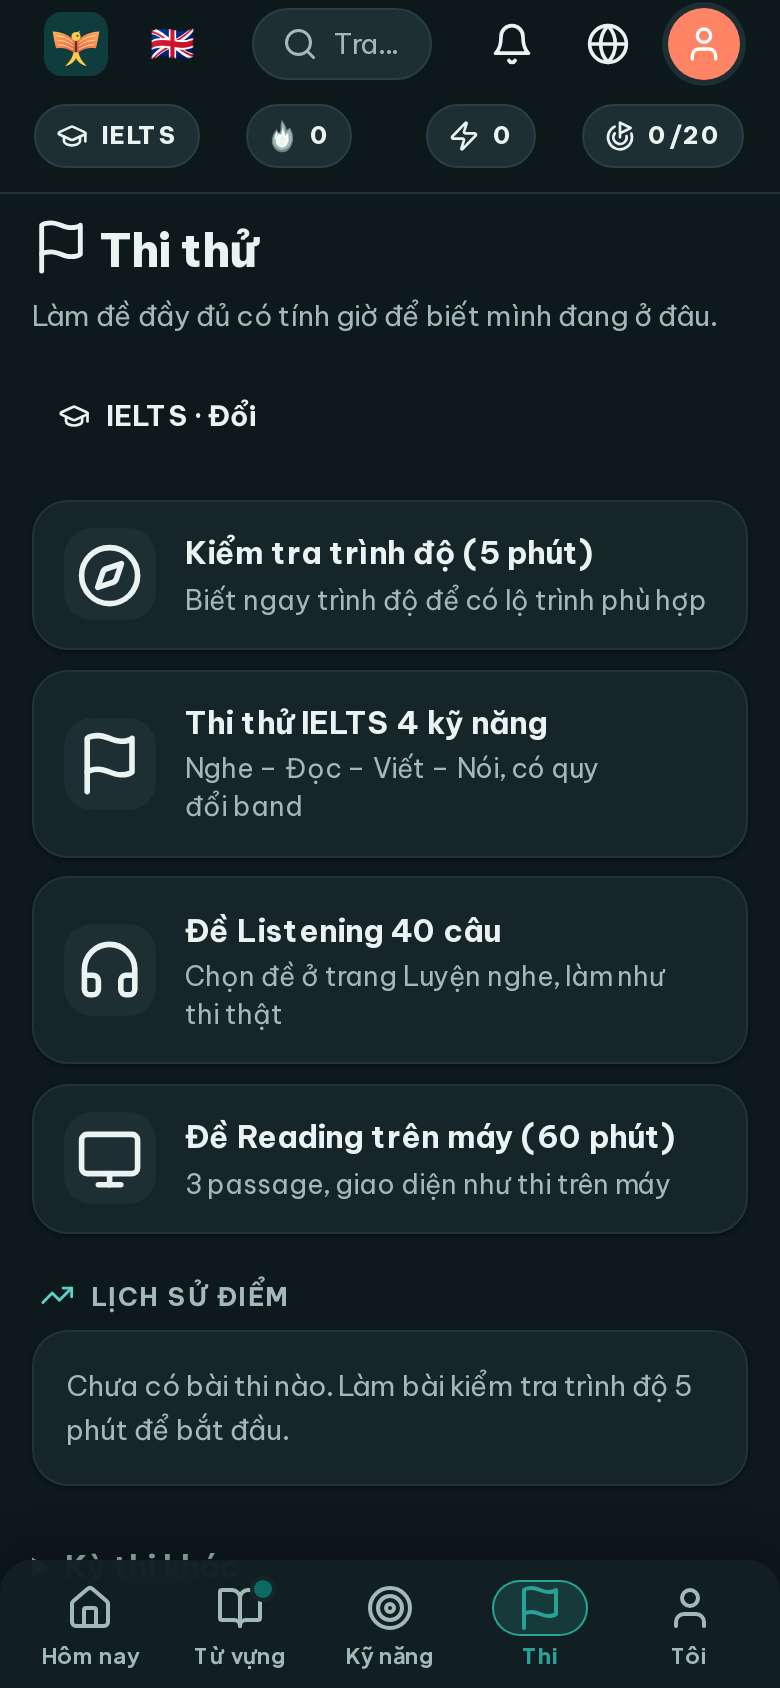 Tra...
IELTS
0
0
0/20
Thi thử
Làm đề đầy đủ có tính giờ để biết mình đang ở đâu.
IELTS · Đổi
Kiểm tra trình độ (5 phút)
Biết ngay trình độ để có lộ trình phù hợp
Thi thử IELTS 4 kỹ năng
Nghe – Đọc – Viết – Nói, có quy
đổi band
Đề Listening 40 câu
Chọn đề ở trang Luyện nghe, làm như
thi thật
Đề Reading trên máy (60 phút)
3 passage, giao diện như thi trên máy
LỊCH SỬ ĐIỂM
Chưa có bài thi nào. Làm bài kiểm tra trình độ 5
phút để bắt đầu.
Kỳ thi khác
Hôm nay
Từ vựng
Kỹ năng
Thi
Tôi